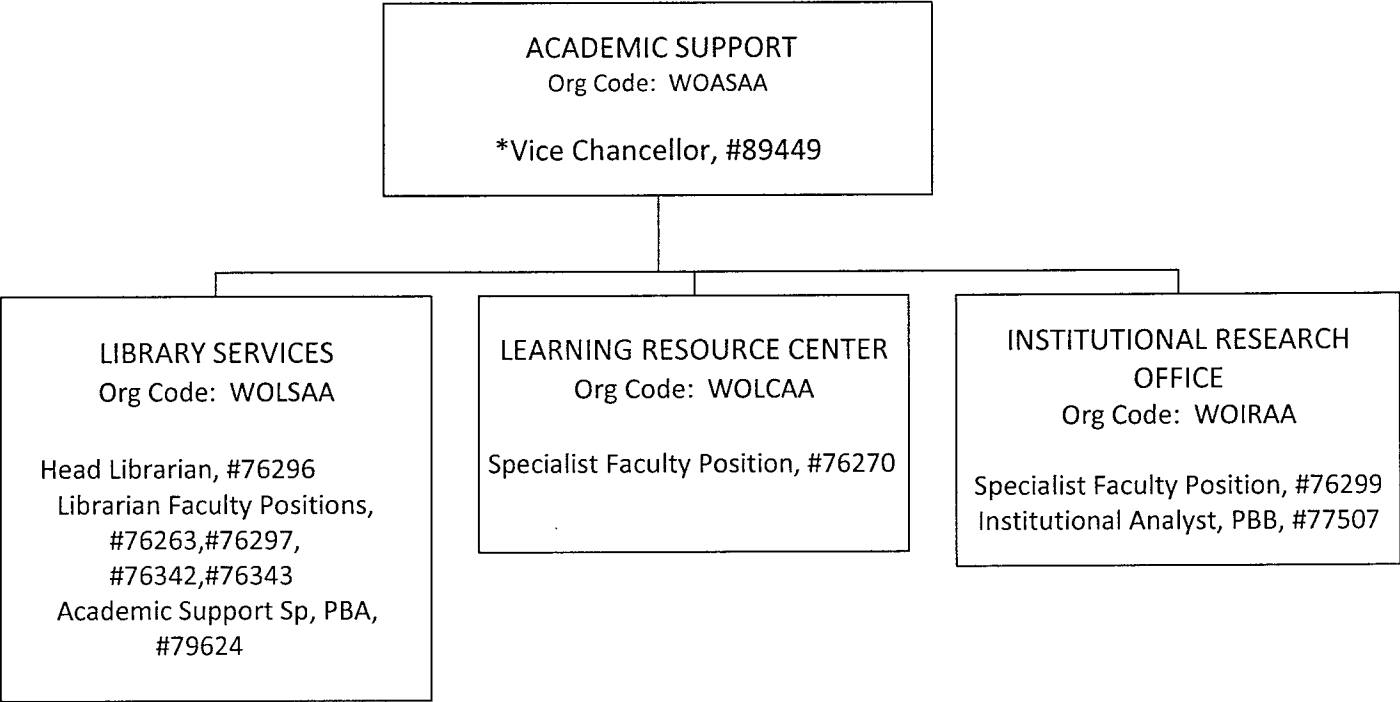 ACADEMIC SUPPORT
Org Code: WOASAA
*Vice Chancellor, #89449
LIBRARY SERVICES
Org Code: WOLSAA
Head Librarian, #76296
Librarian Faculty Positions,
#76263,#76297,
#76342,#76343
Academic Support Sp, PBA,
#79624
LEARNING RESOURCE CENTER
Org Code: WOLCAA
Specialist Faculty Position, #76270
INSTITUTIONAL RESEARCH
OFFICE
Org Code: WOIRAA
Specialist Faculty Position, #76299
Institutional Analyst, PBB, #77507